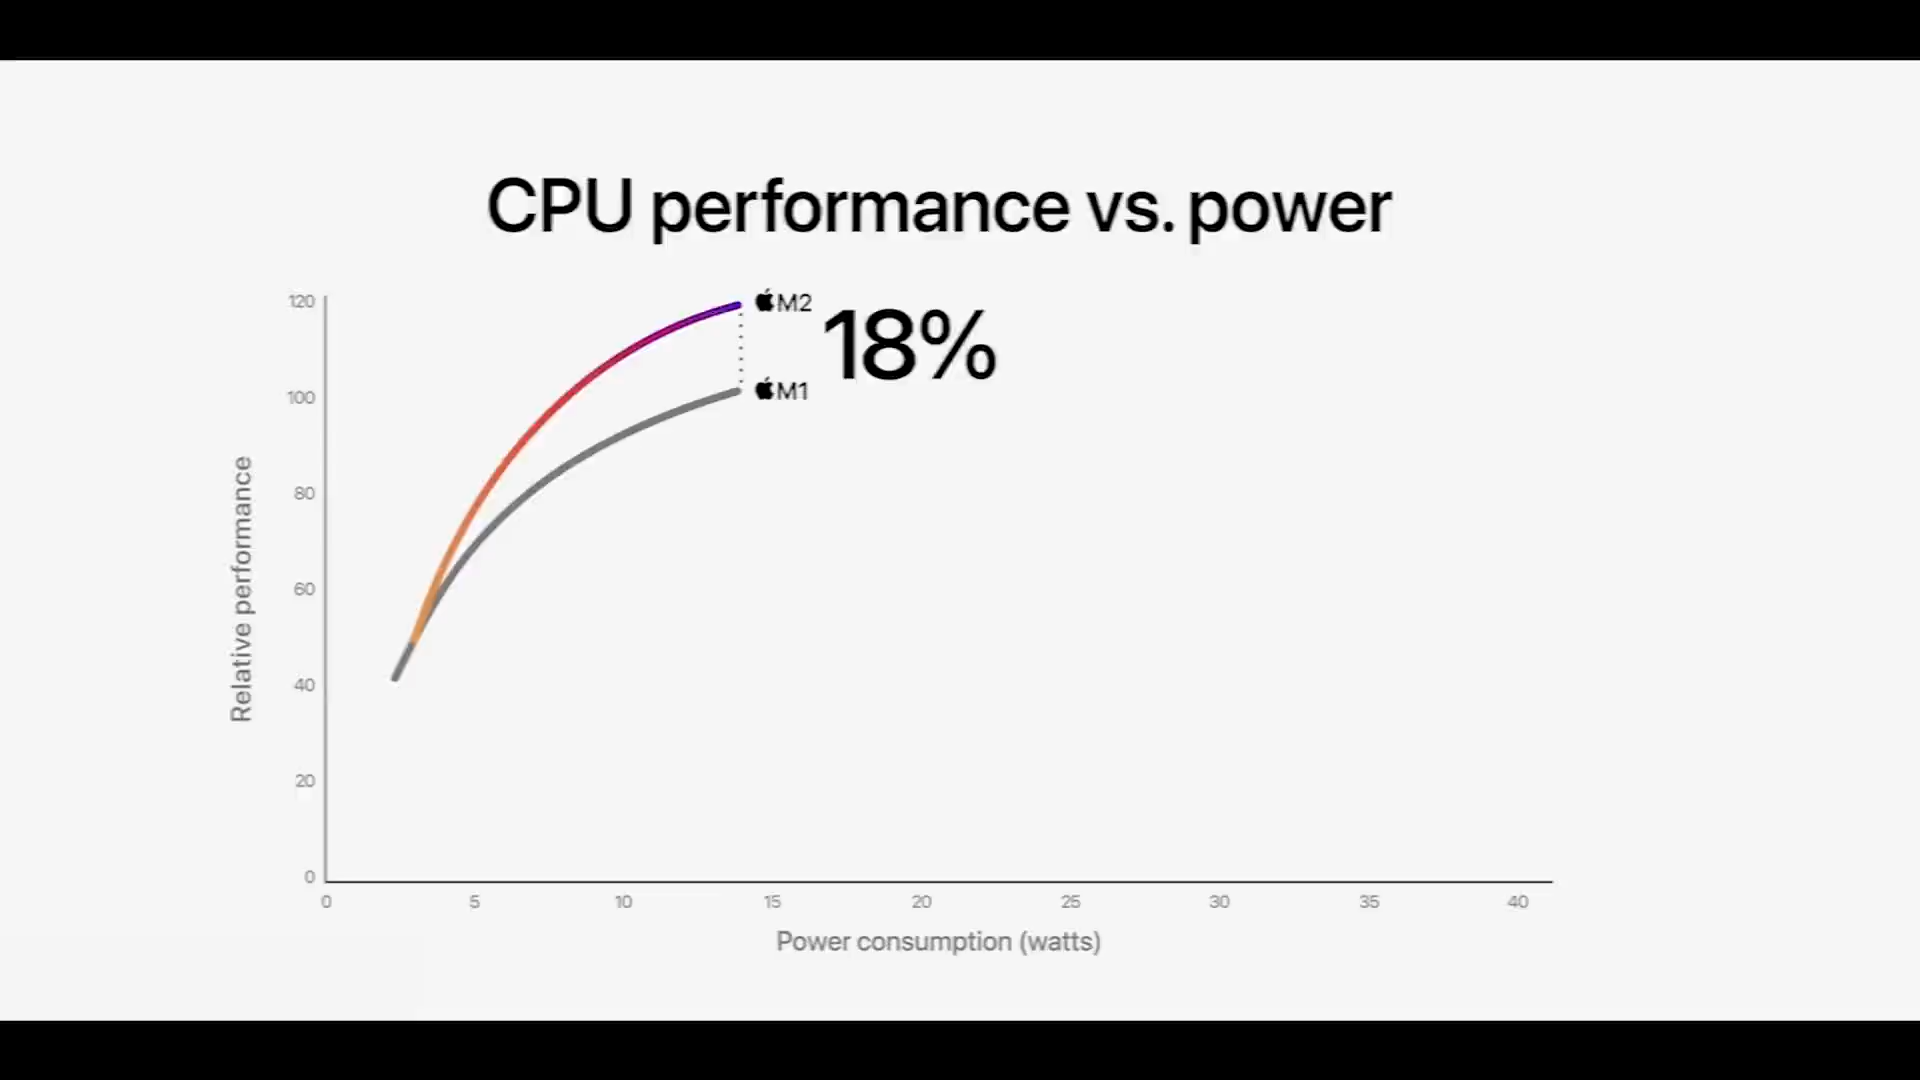 CPU performance vs. power
120
100
80
60
40
20
0
Relative performance
M2
18%
M1
0 5 10 15 20 25 30 35 40
Power consumption (watts)